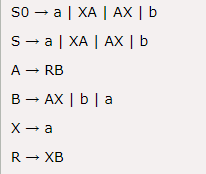 S0 → a | XA | AX | b
S → a | XA | AX | b
A → RB
B → AX | b | a
X → a
R → XB